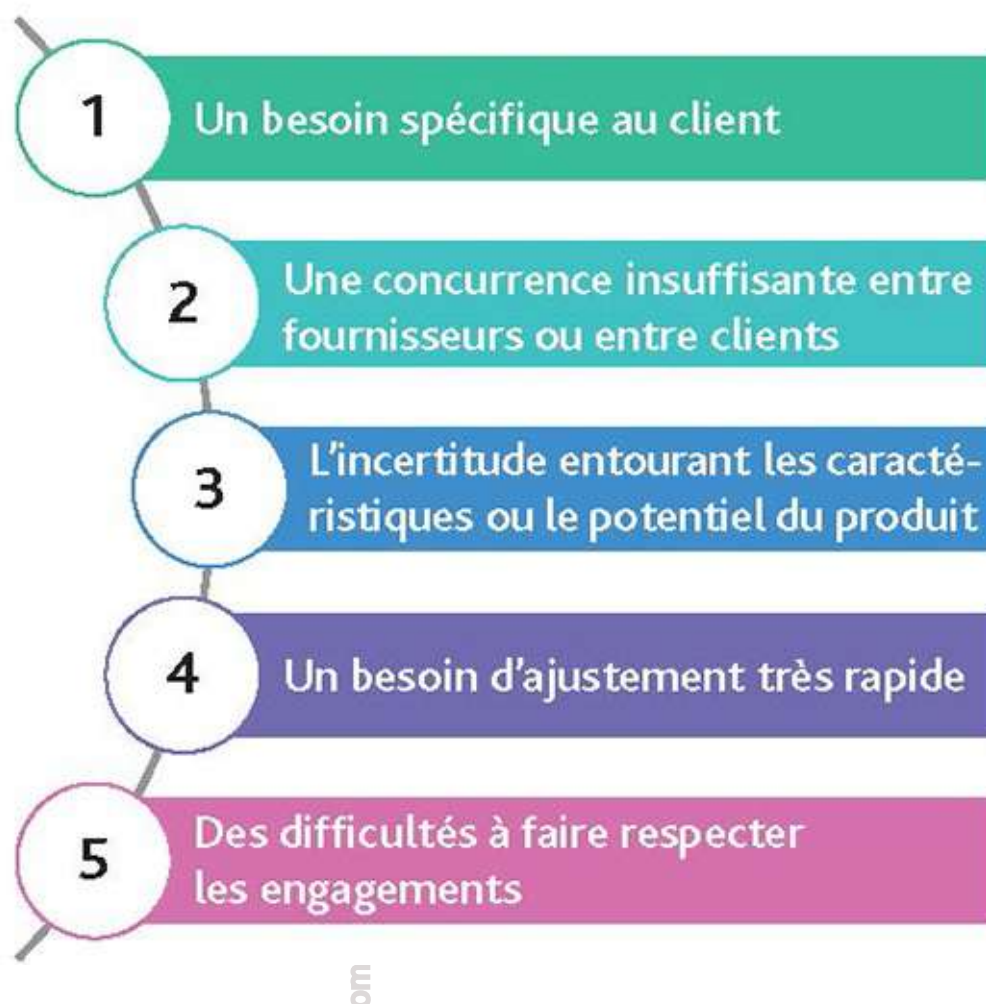 1
Un besoin spécifique au client
2
Une concurrence insuffisante entre
fournisseurs ou entre clients
3
L'incertitude entourant les caracté-
ristiques ou le potentiel du produit
4
Un besoin d'ajustement très rapide
5
Des difficultés à faire respecter
les engagements
om